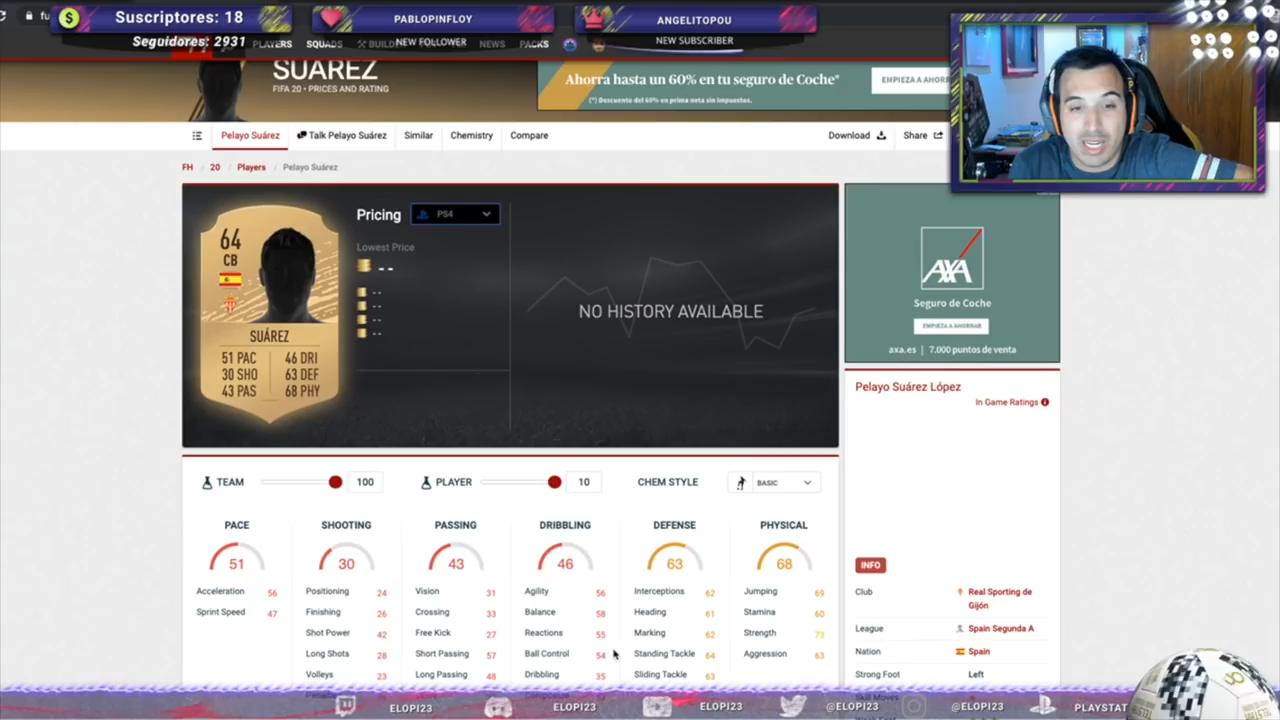 Suscriptores: 18
PABLOPINFLOY
ANGELITOPOU
Seguidores: 2931
NEW FOLLOWER
NEW SUBSCRIBER
PLAYERS
SQUADS
NEWS
PACKS
SUÁREZ
FIFA 20 • PRICES AND RATING
Ahorra hasta un 60% en tu seguro de Coche*
(*) Descuento del 60% en prima neta sin impuestos.
EMPIEZA A AHORR
Pelayo Suárez
Talk Pelayo Suárez
Similar
Chemistry
Compare
Download
Share
FH / 20 / Players / Pelayo Suárez
64
CB
SUÁREZ
51 PAC 46 DRI
30 SHO 63 DEF
43 PAS 68 PHY
Pricing
PS4
Lowest Price
--
--
--
--
NO HISTORY AVAILABLE
AXA
Seguro de Coche
EMPIEZA A AHORRAR
axa.es | 7.000 puntos de venta
Pelayo Suárez López
In Game Ratings
TEAM 100
PLAYER 10
CHEM STYLE
BASIC
PACE
51
Acceleration 56
Sprint Speed 47
SHOOTING
30
Positioning 24
Finishing 26
Shot Power 42
Long Shots 28
Volleys 23
PASSING
43
Vision 31
Crossing 33
Free Kick 27
Short Passing 57
Long Passing 48
DRIBBLING
46
Agility 56
Balance 58
Reactions 55
Ball Control 54
Dribbling 35
DEFENSE
63
Interceptions 62
Heading 61
Marking 62
Standing Tackle 64
Sliding Tackle 63
PHYSICAL
68
Jumping 69
Stamina 60
Strength 73
Aggression 63
INFO
Club Real Sporting de
Gijón
League Spain Segunda A
Nation Spain
Strong Foot Left
ELOPI23
ELOPI23
ELOPI23
@ELOPI23
@ELOPI23
PLAYSTAT